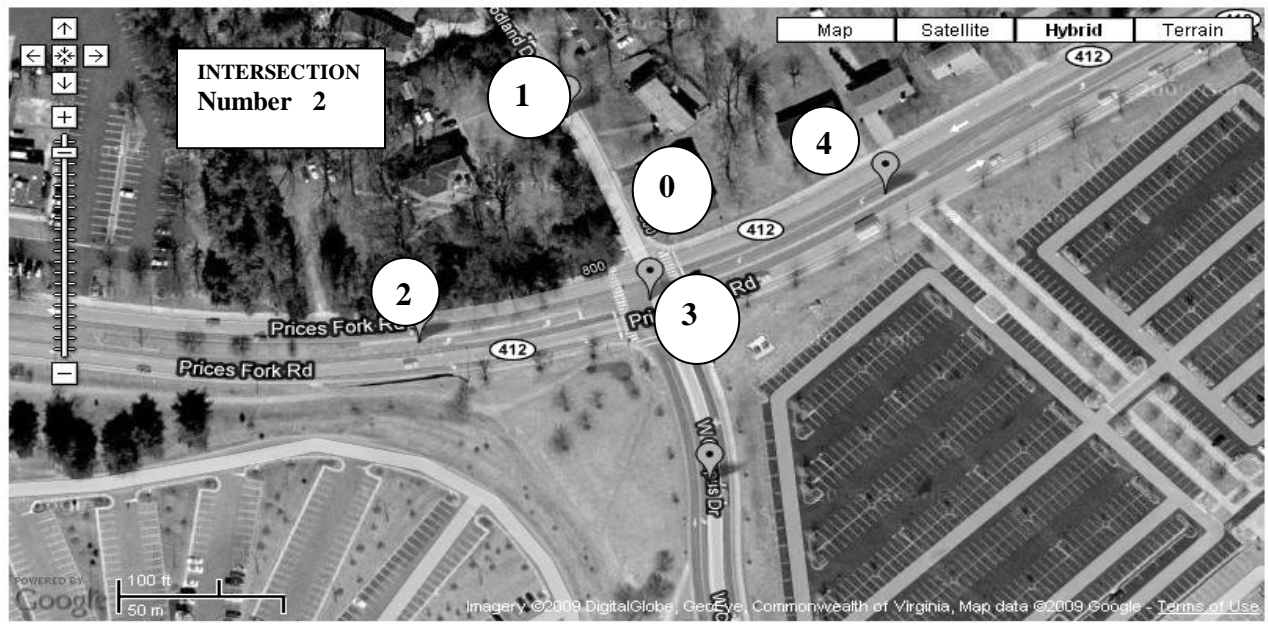 Map Satellite Hybrid Terrain
412
INTERSECTION
Number 2
1
4
0
412
800
2
3
Prices Fork Rd
Rd
412
Prices Fork Rd
100 ft
50 m
POWERED BY
Google
Imagery ©2009 DigitalGlobe, GeoEye, Commonwealth of Virginia, Map data ©2009 Google - Terms of Use